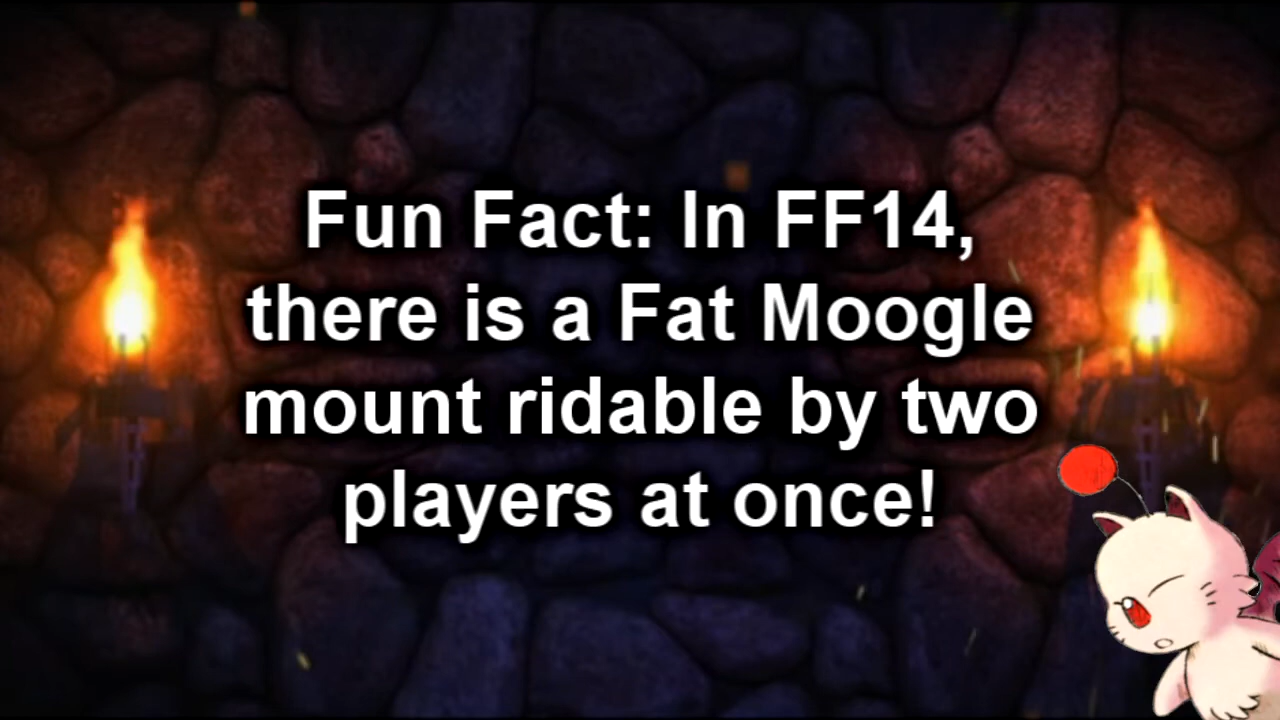 Fun Fact: In FF14,
there is a Fat Moogle
mount ridable by two
players at once!